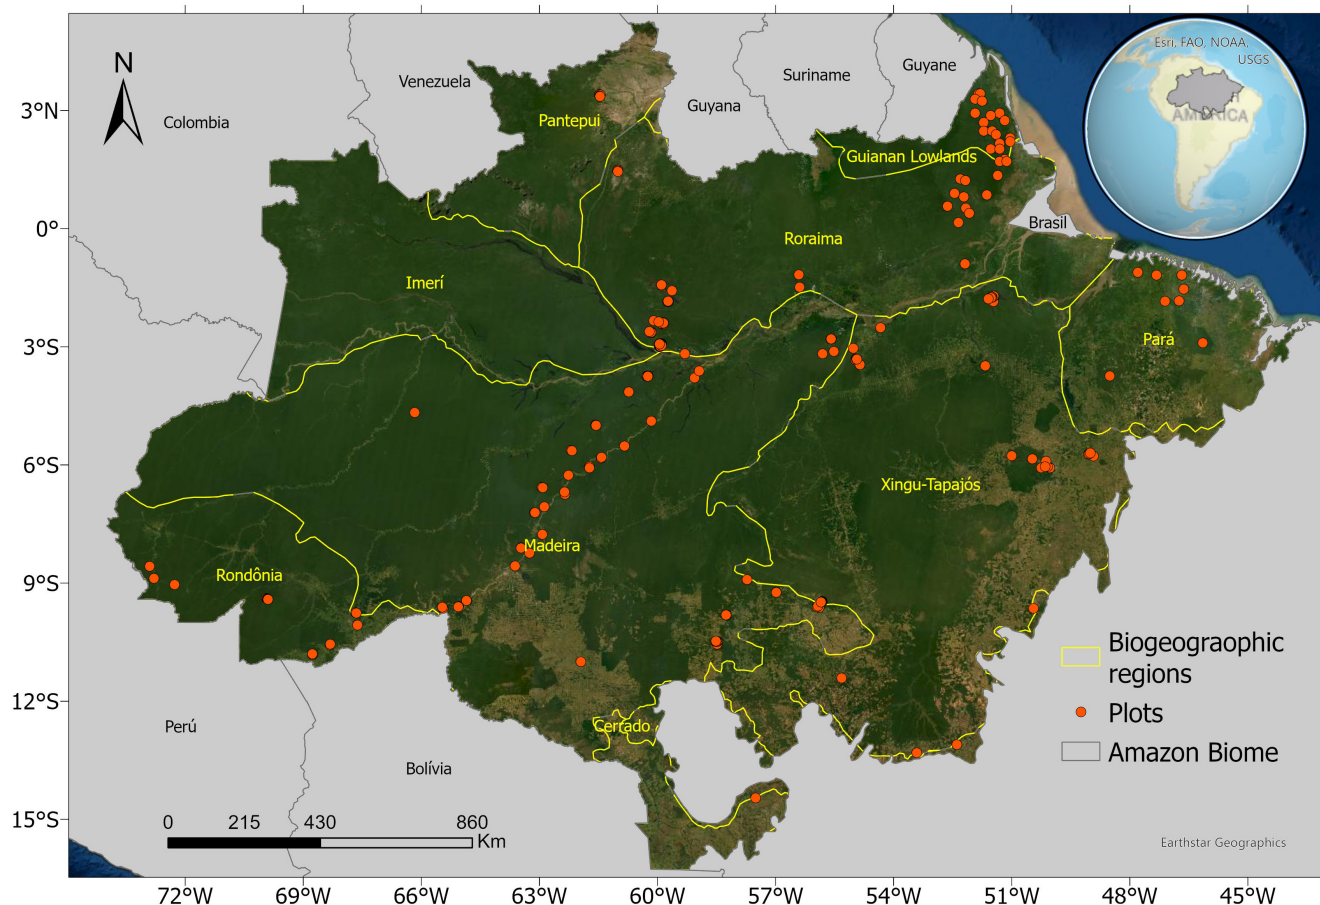 Esri, FAO, NOAA,
USGS
AMERICA
N
Venezuela
Suriname
Guyane
Guyana
Colombia
Pantepui
Guianan Lowlands
Brasil
Roraima
Imerí
Pará
Xingu-Tapajós
Madeira
Rondônia
Cerrado
Perú
Bolívia
Biogeograophic
regions
Plots
Amazon Biome
0 215 430 860
Km
Earthstar Geographics
3°N
0°
3°S
6°S
9°S
12°S
15°S
72°W 69°W 66°W 63°W 60°W 57°W 54°W 51°W 48°W 45°W